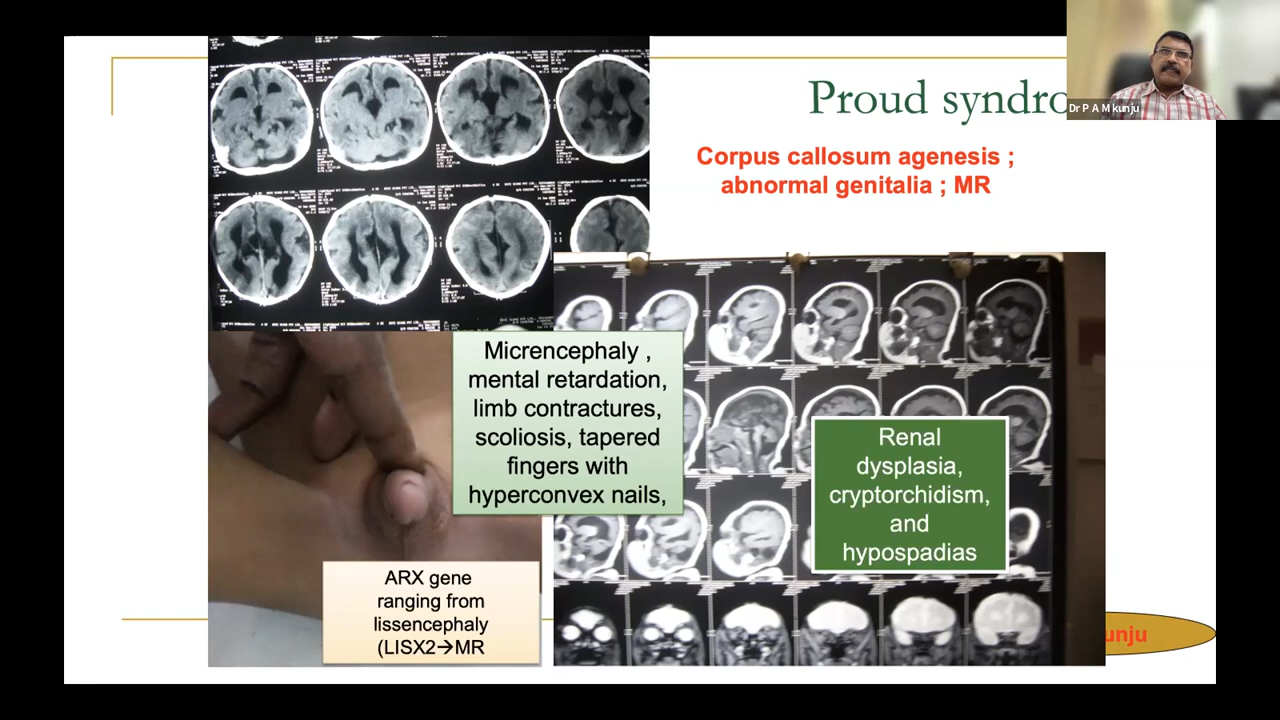 Proud syndro
Dr P A M kunju
Corpus callosum agenesis ;
abnormal genitalia ; MR
Micrencephaly ,
mental retardation,
limb contractures,
scoliosis, tapered
fingers with
hyperconvex nails,
Renal
dysplasia,
cryptorchidism,
and
hypospadias
ARX gene
ranging from
lissencephaly
(LISX2→MR
unju